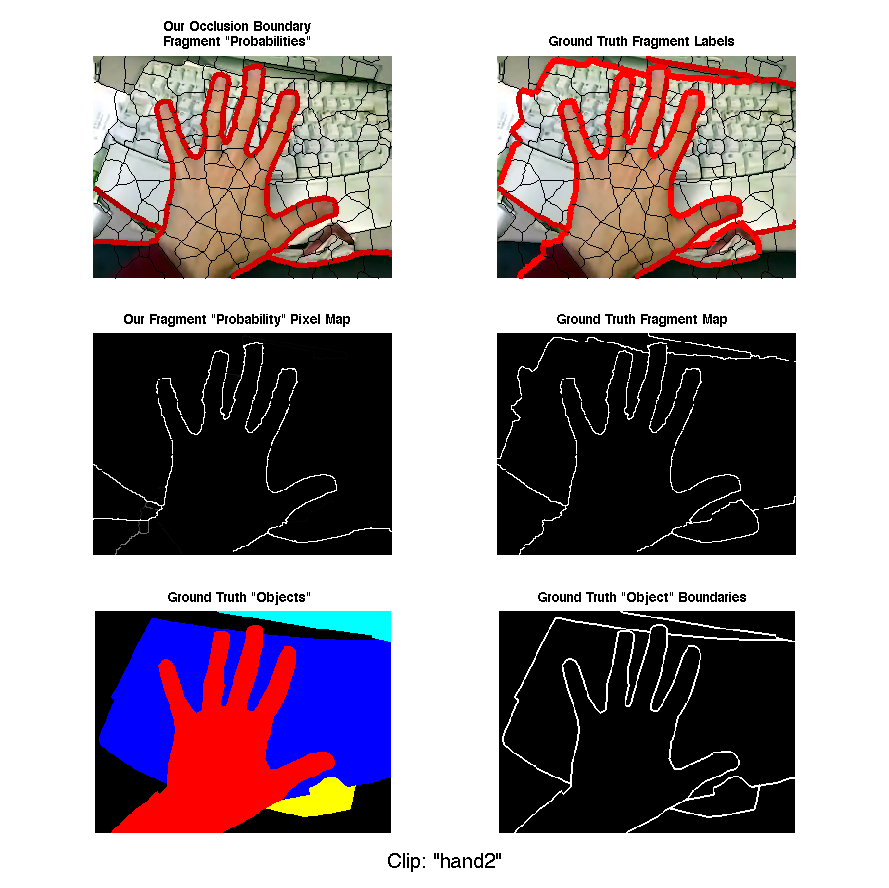 Our Occlusion Boundary
Fragment "Probabilities"
Ground Truth Fragment Labels
Our Fragment "Probability" Pixel Map
Ground Truth Fragment Map
Ground Truth "Objects"
Ground Truth "Object" Boundaries
Clip: "hand2"